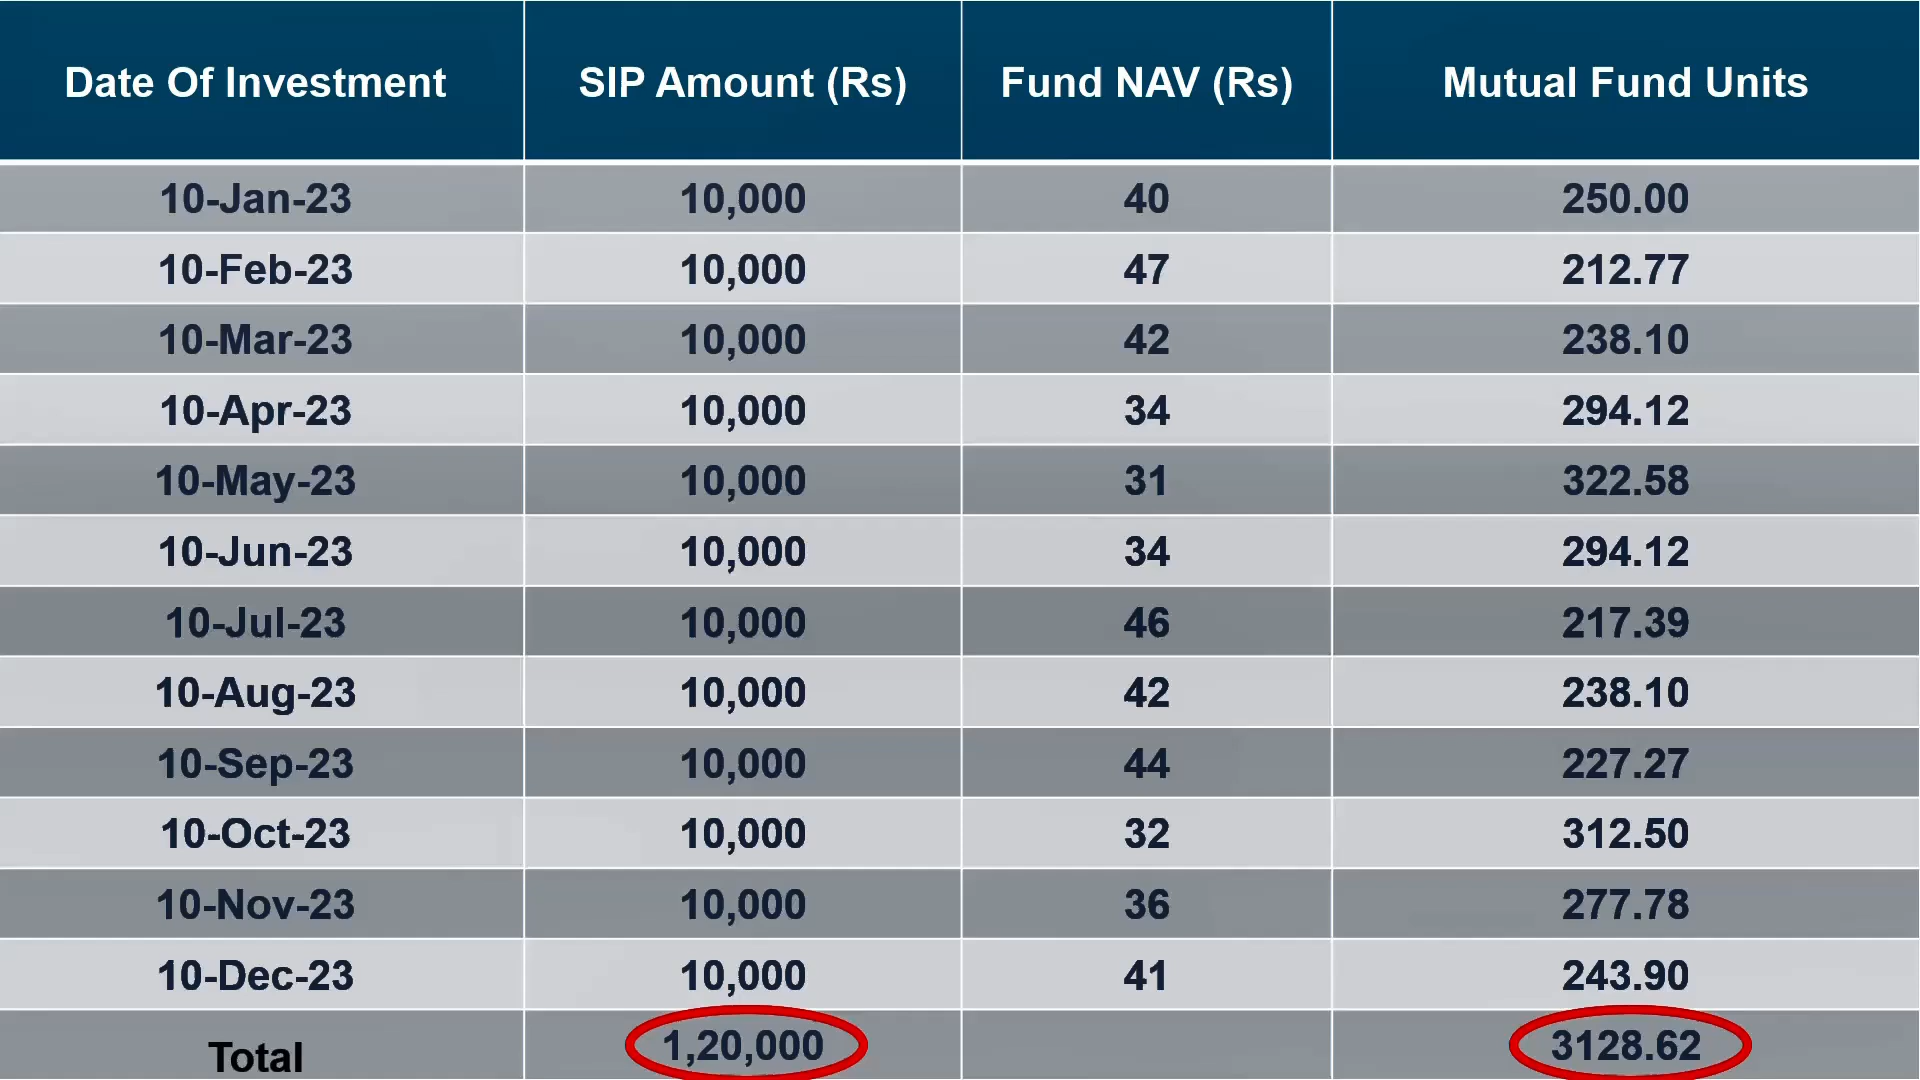 Date Of Investment SIP Amount (Rs) Fund NAV (Rs) Mutual Fund Units
10-Jan-23 10,000 40 250.00
10-Feb-23 10,000 47 212.77
10-Mar-23 10,000 42 238.10
10-Apr-23 10,000 34 294.12
10-May-23 10,000 31 322.58
10-Jun-23 10,000 34 294.12
10-Jul-23 10,000 46 217.39
10-Aug-23 10,000 42 238.10
10-Sep-23 10,000 44 227.27
10-Oct-23 10,000 32 312.50
10-Nov-23 10,000 36 277.78
10-Dec-23 10,000 41 243.90
Total 1,20,000 3128.62